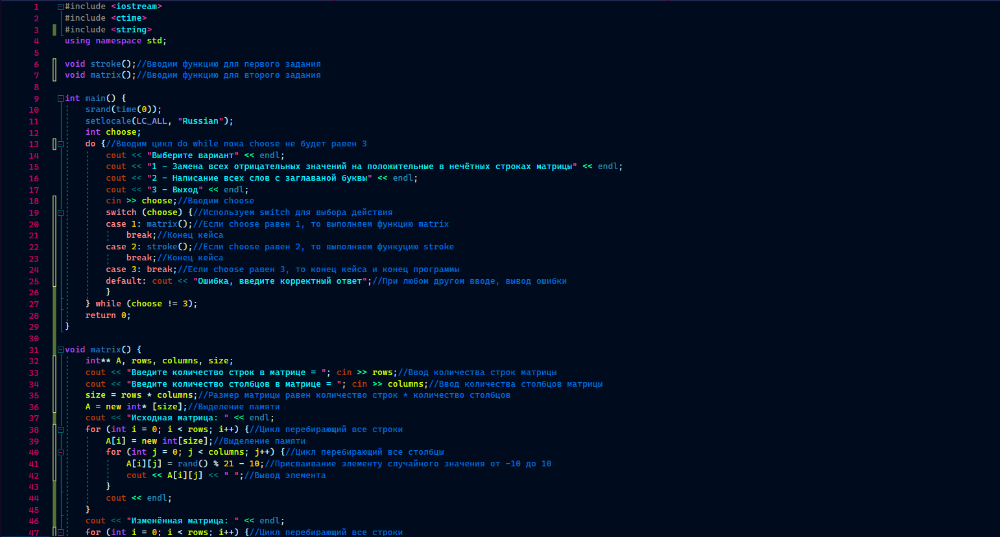 1 #include <iostream>
2 #include <ctime>
3 #include <string>
4 using namespace std;
5
6 void stroke();//Вводим функцию для первого задания
7 void matrix();//Вводим функцию для второго задания
8
9 int main() {
10 srand(time(0));
11 setlocale(LC_ALL, "Russian");
12 int choose;
13 do {//Вводим цикл do while пока choose не будет равен 3
14 cout << "Выберите вариант" << endl;
15 cout << "1 - Замена всех отрицательных значений на положительные в нечётных строках матрицы" << endl;
16 cout << "2 - Написание всех слов с заглаваной буквы" << endl;
17 cout << "3 - Выход" << endl;
18 cin >> choose;//Вводим choose
19 switch (choose) {//Используем switch для выбора действия
20 case 1: matrix();//Если choose равен 1, то выполняем функцию matrix
21 break;//Конец кейса
22 case 2: stroke();//Если choose равен 2, то выполняем функуцию stroke
23 break;//Конец кейса
24 case 3: break;//Если choose равен 3, то конец кейса и конец программы
25 default: cout << "Ошибка, введите корректный ответ";//При любом другом вводе, вывод ошибки
26 }
27 } while (choose != 3);
28 return 0;
29 }
30
31 void matrix() {
32 int** A, rows, columns, size;
33 cout << "Введите количество строк в матрице = "; cin >> rows;//Ввод количества строк матрицы
34 cout << "Введите количество столбцов в матрице = "; cin >> columns;//Ввод количества столбцов матрицы
35 size = rows * columns;//Размер матрицы равен количество строк * количество столбцов
36 A = new int* [size];//Выделение памяти
37 cout << "Исходная матрица: " << endl;
38 for (int i = 0; i < rows; i++) {//Цикл перебирающий все строки
39 A[i] = new int[size];//Выделение памяти
40 for (int j = 0; j < columns; j++) {//Цикл перебирающий все столбцы
41 A[i][j] = rand() % 21 - 10;//Присваивание элементу случайного значения от -10 до 10
42 cout << A[i][j] << " ";//Вывод элемента
43 }
44 cout << endl;
45 }
46 cout << "Изменённая матрица: " << endl;
47 for (int i = 0; i < rows; i++) {//Цикл перебирающий все строки